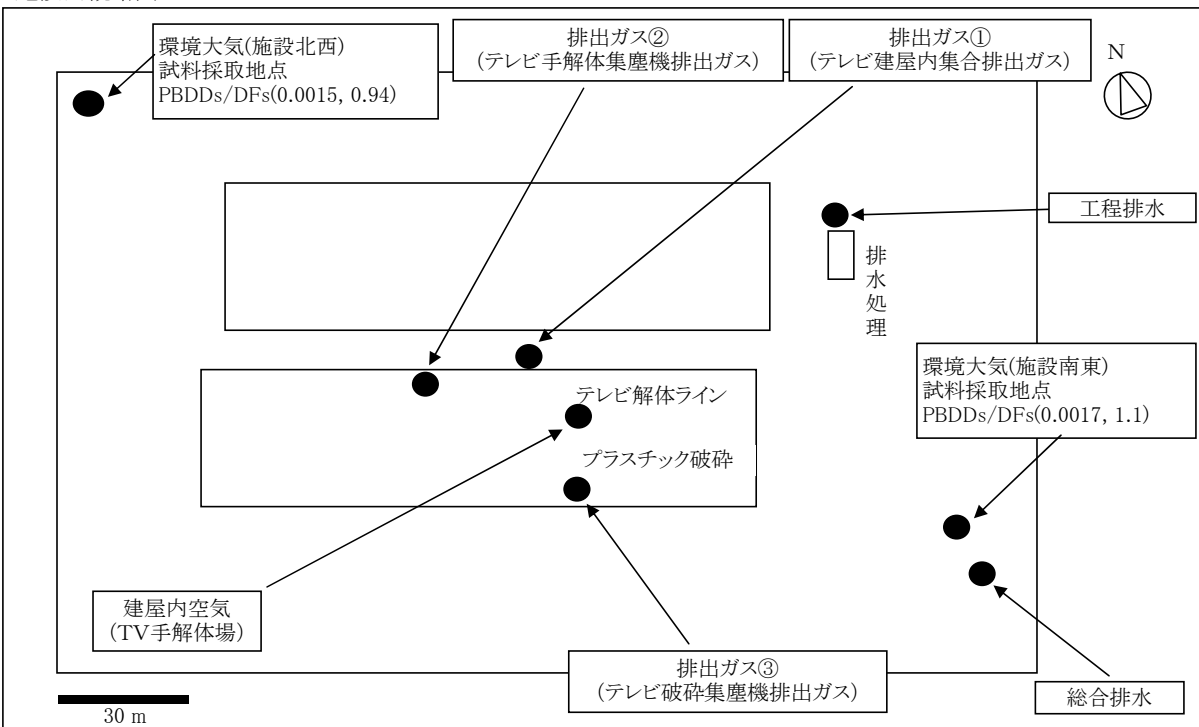 環境大気(施設北西)
試料採取地点
PBDDs/DFs(0.0015, 0.94)
排出ガス②
(テレビ手解体集塵機排出ガス)
排出ガス①
(テレビ建屋内集合排出ガス)
N
工程排水
排水処理
環境大気(施設南東)
試料採取地点
PBDDs/DFs(0.0017, 1.1)
テレビ解体ライン
プラスチック破砕
建屋内空気
(TV手解体場)
排出ガス③
(テレビ破砕集塵機排出ガス)
総合排水
30 m